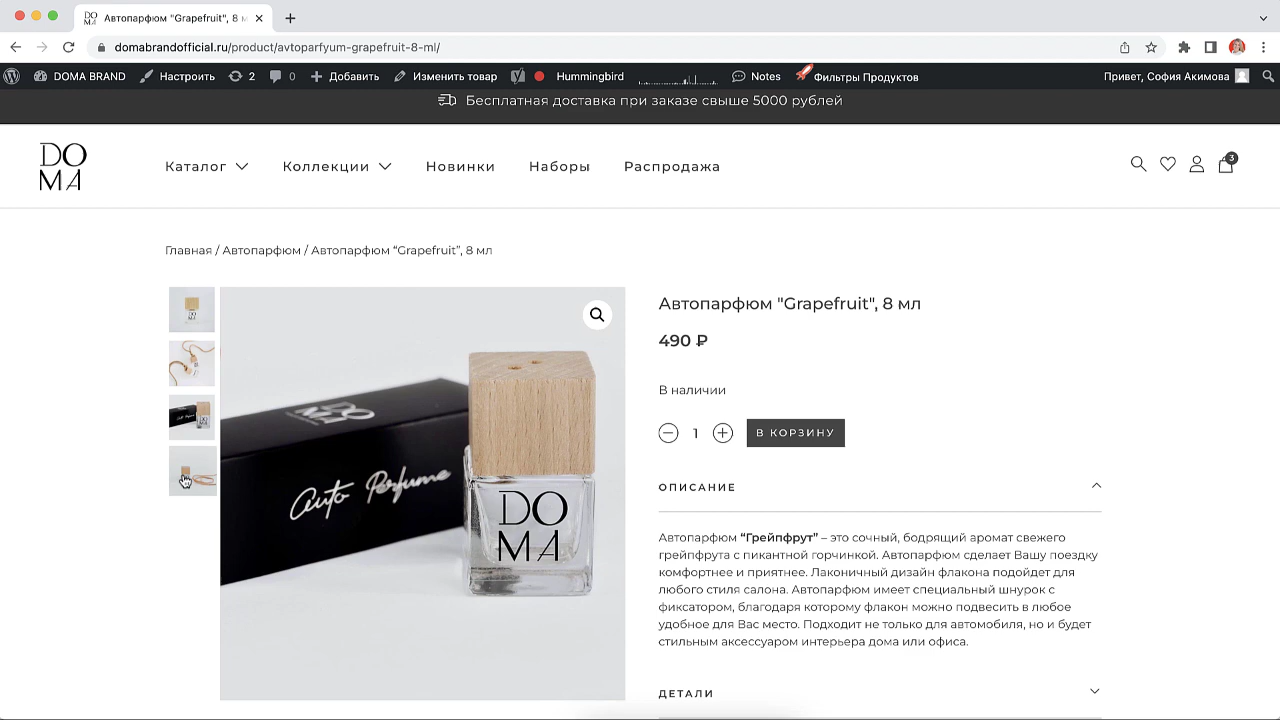 DO
MA
Автопарфюм "Grapefruit", 8 м
domabrandofficial.ru/product/avtoparfyum-grapefruit-8-ml/
DOMA BRAND
Настроить
2
0
Добавить
Изменить товар
Hummingbird
Notes
Фильтры Продуктов
Привет, София Акимова
Бесплатная доставка при заказе свыше 5000 рублей
DO
MA
Каталог
Коллекции
Новинки
Наборы
Распродажа
3
Главная / Автопарфюм / Автопарфюм “Grapefruit”, 8 мл
Auto Perfume
DO
MA
Автопарфюм "Grapefruit", 8 мл
490 ₽
В наличии
1
В КОРЗИНУ
ОПИСАНИЕ
Автопарфюм “Грейпфрут” – это сочный, бодрящий аромат свежего
грейпфрута с пикантной горчинкой. Автопарфюм сделает Вашу поездку
комфортнее и приятнее. Лаконичный дизайн флакона подойдет для
любого стиля салона. Автопарфюм имеет специальный шнурок с
фиксатором, благодаря которому флакон можно подвесить в любое
удобное для Вас место. Подходит не только для автомобиля, но и будет
стильным аксессуаром интерьера дома или офиса.
ДЕТАЛИ